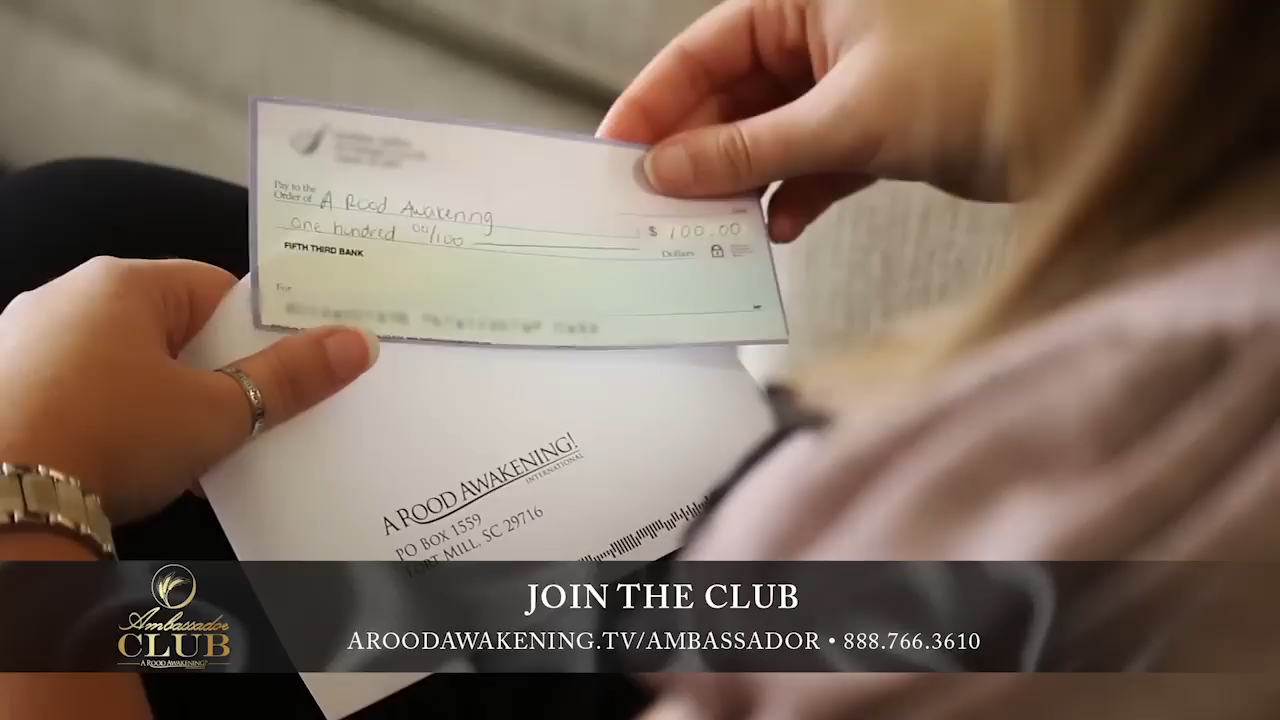 Pay to the
Order of A Rood Awakening
$ 100.00
one hundred 00/100
Dollars
FIFTH THIRD BANK
For
A ROOD AWAKENING!
INTERNATIONAL
PO BOX 1559
FORT MILL, SC 29716
JOIN THE CLUB
AROODAWAKENING.TV/AMBASSADOR • 888.766.3610
Ambassador
CLUB
A ROOD AWAKENING!